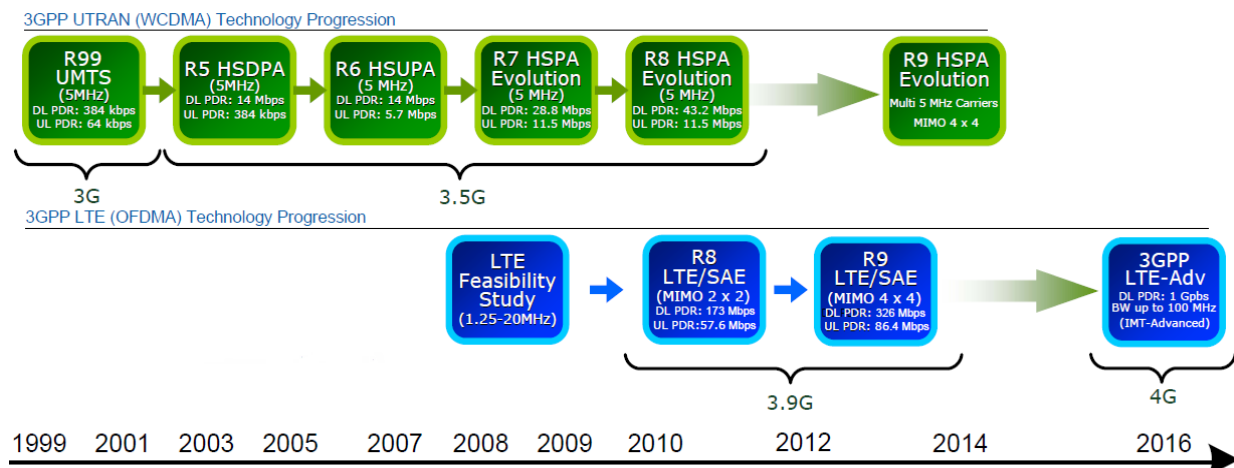 3GPP UTRAN (WCDMA) Technology Progression
R99
UMTS
(5MHz)
DL PDR: 384 kbps
UL PDR: 64 kbps
R5 HSDPA
(5MHz)
DL PDR: 14 Mbps
UL PDR: 384 kbps
R6 HSUPA
(5 MHz)
DL PDR: 14 Mbps
UL PDR: 5.7 Mbps
R7 HSPA
Evolution
(5 MHz)
DL PDR: 28.8 Mbps
UL PDR: 11.5 Mbps
R8 HSPA
Evolution
(5 MHz)
DL PDR: 43.2 Mbps
UL PDR: 11.5 Mbps
R9 HSPA
Evolution
Multi 5 MHz Carriers
MIMO 4 x 4
3G
3.5G
3GPP LTE (OFDMA) Technology Progression
LTE
Feasibility
Study
(1.25-20MHz)
R8
LTE/SAE
(MIMO 2 x 2)
DL PDR: 173 Mbps
UL PDR:57.6 Mbps
R9
LTE/SAE
(MIMO 4 x 4)
DL PDR: 326 Mbps
UL PDR: 86.4 Mbps
3GPP
LTE-Adv
DL PDR: 1 Gpbs
BW up to 100 MHz
(IMT-Advanced)
3.9G
4G
1999 2001 2003 2005 2007 2008 2009 2010 2012 2014 2016